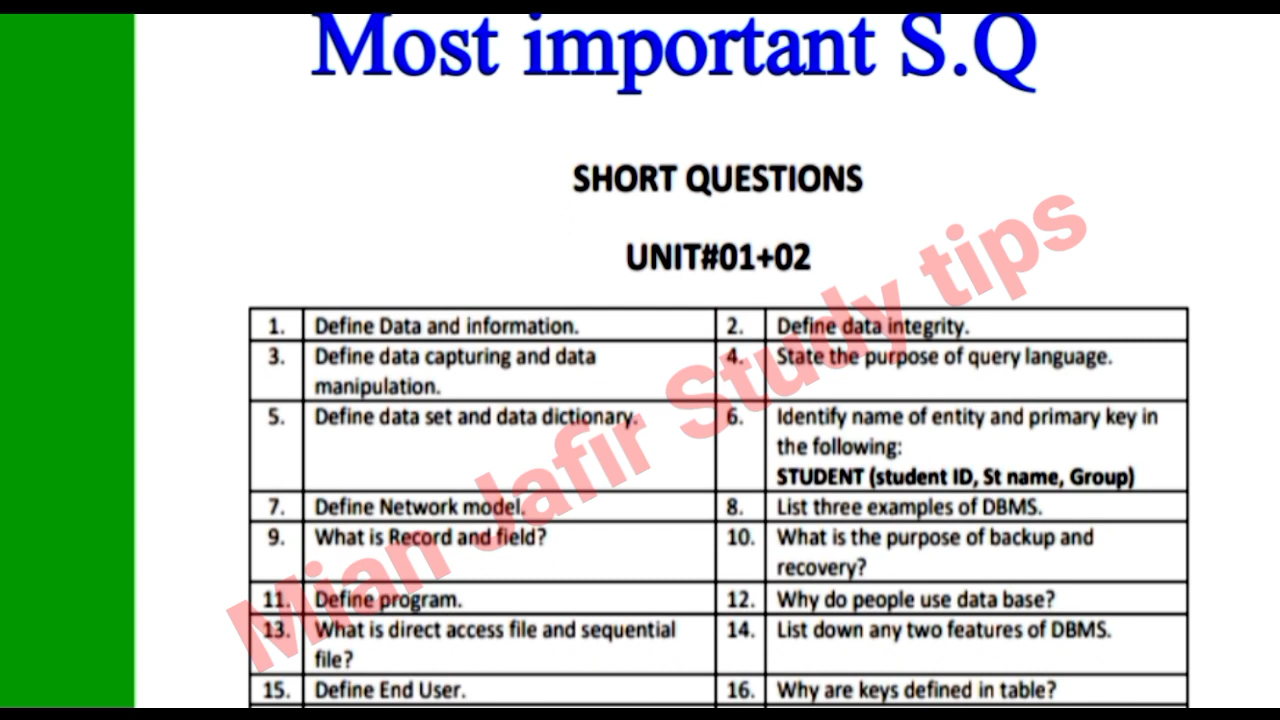 Most important S.Q
SHORT QUESTIONS
UNIT#01+02
1. Define Data and information. 2. Define data integrity.
3. Define data capturing and data 4. State the purpose of query language.
manipulation.
5. Define data set and data dictionary. 6. Identify name of entity and primary key in
the following:
STUDENT (student ID, St name, Group)
7. Define Network model. 8. List three examples of DBMS.
9. What is Record and field? 10. What is the purpose of backup and
recovery?
11. Define program. 12. Why do people use data base?
13. What is direct access file and sequential 14. List down any two features of DBMS.
file?
15. Define End User. 16. Why are keys defined in table?
Mian Jafir Study tips